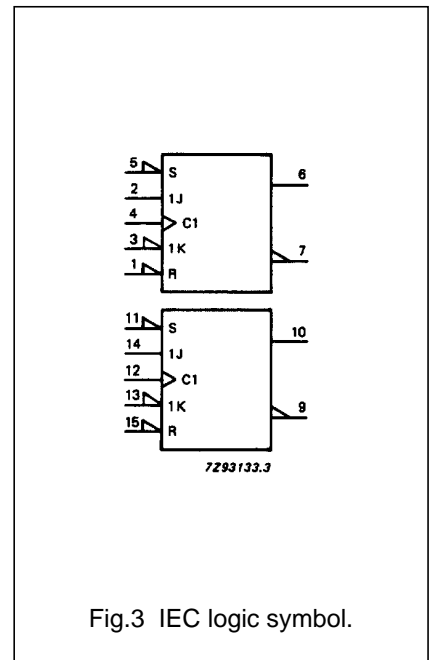 5 S 6
2 1J
4 C1
3 1K 7
1 R
11 S 10
14 1J
12 C1
13 1K 9
15 R
7Z93133.3
Fig.3 IEC logic symbol.